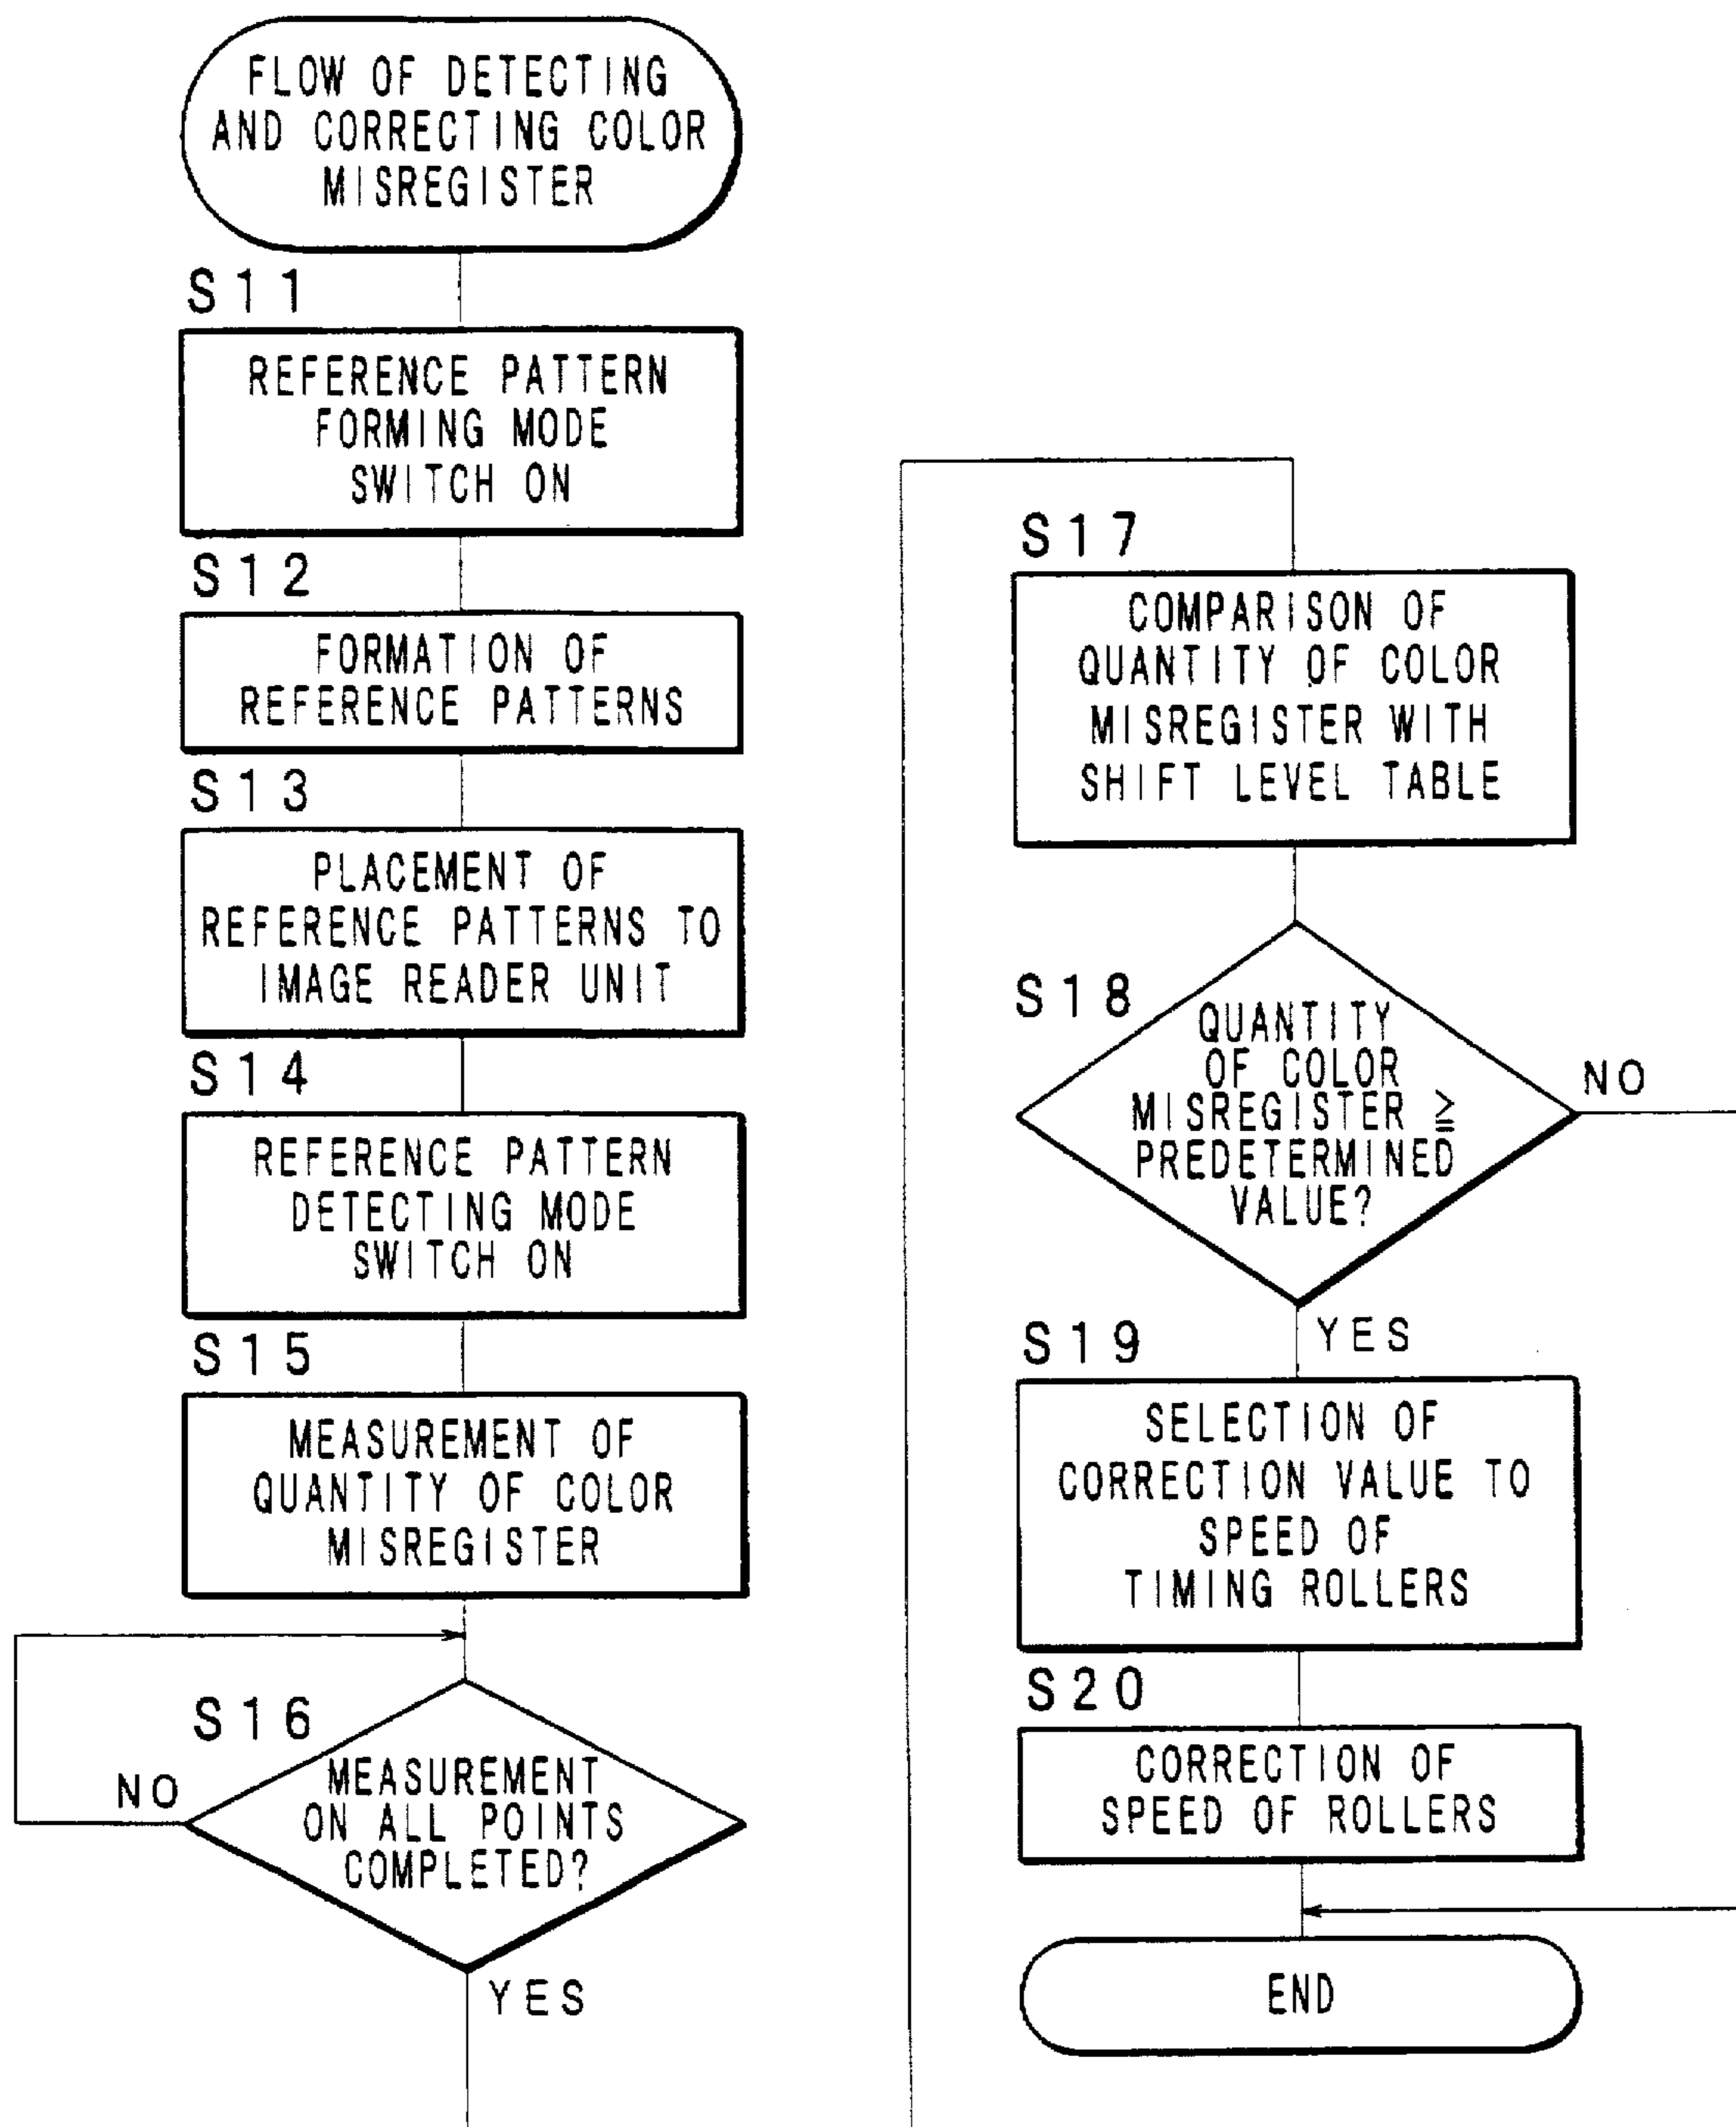 FLOW OF DETECTING
AND CORRECTING COLOR
MISREGISTER
S11
REFERENCE PATTERN
FORMING MODE
SWITCH ON
S12
FORMATION OF
REFERENCE PATTERNS
S13
PLACEMENT OF
REFERENCE PATTERNS TO
IMAGE READER UNIT
S14
REFERENCE PATTERN
DETECTING MODE
SWITCH ON
S15
MEASUREMENT OF
QUANTITY OF COLOR
MISREGISTER
S16
MEASUREMENT
ON ALL POINTS
COMPLETED?
NO
YES
S17
COMPARISON OF
QUANTITY OF COLOR
MISREGISTER WITH
SHIFT LEVEL TABLE
S18
QUANTITY
OF COLOR
MISREGISTER ≧
PREDETERMINED
VALUE?
NO
YES
S19
SELECTION OF
CORRECTION VALUE TO
SPEED OF
TIMING ROLLERS
S20
CORRECTION OF
SPEED OF ROLLERS
END